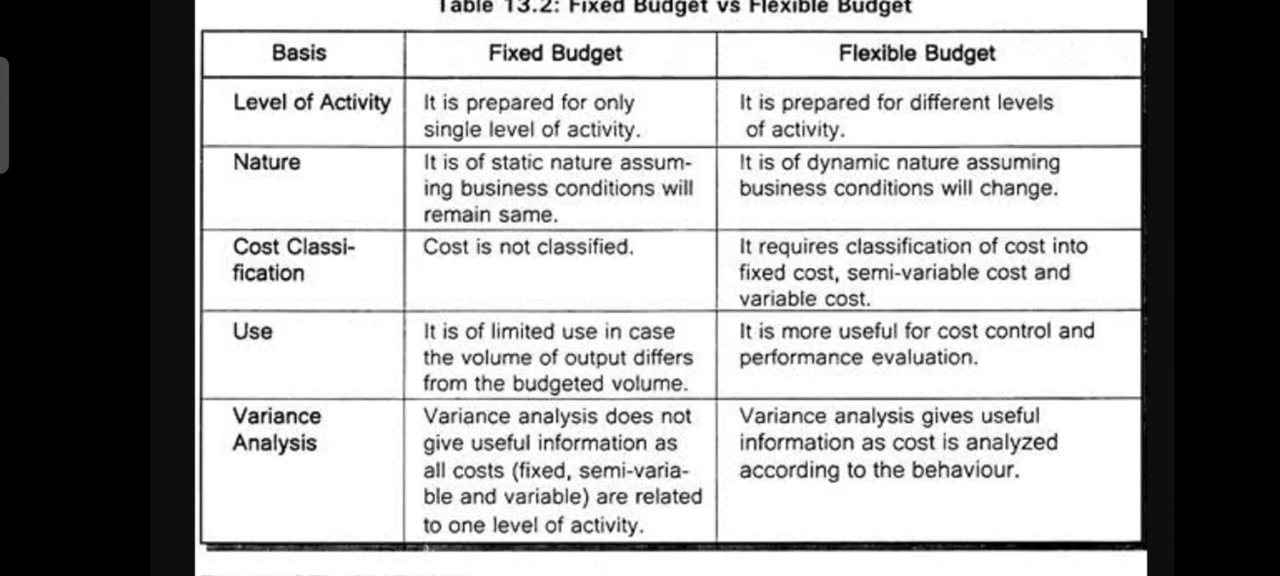 Table 13.2: Fixed Budget vs Flexible Budget
Basis
Fixed Budget
Flexible Budget
Level of Activity
It is prepared for only
single level of activity.
It is prepared for different levels
of activity.
Nature
It is of static nature assum-
ing business conditions will
remain same.
It is of dynamic nature assuming
business conditions will change.
Cost Classi-
fication
Cost is not classified.
It requires classification of cost into
fixed cost, semi-variable cost and
variable cost.
Use
It is of limited use in case
the volume of output differs
from the budgeted volume.
It is more useful for cost control and
performance evaluation.
Variance
Analysis
Variance analysis does not
give useful information as
all costs (fixed, semi-varia-
ble and variable) are related
to one level of activity.
Variance analysis gives useful
information as cost is analyzed
according to the behaviour.